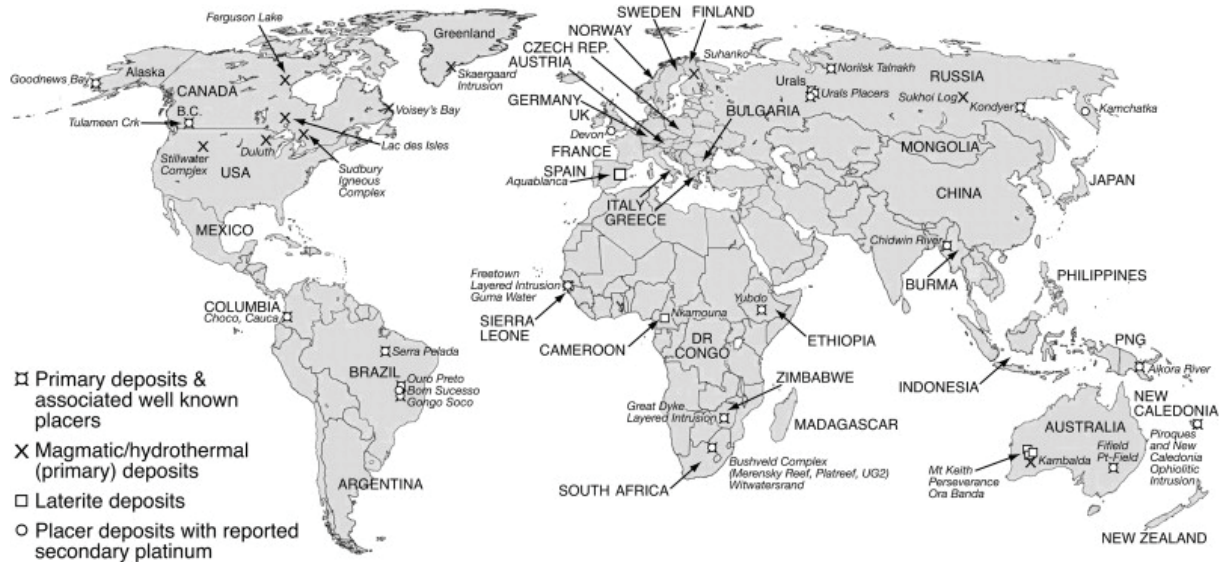 Ferguson Lake
Goodnews Bay
Alaska
CANADA
B.C.
Tulameen Crk
Stillwater
Complex
Duluth
USA
Greenland
Skaergaard
Intrusion
Voisey's Bay
Lac des Isles
Sudbury
Igneous
Complex
MEXICO
COLUMBIA
Choco, Cauca
Serra Pelada
BRAZIL
Ouro Preto
Born Sucesso
Gongo Soco
ARGENTINA
SWEDEN
FINLAND
NORWAY
CZECH REP.
AUSTRIA
GERMANY
UK
Devon
FRANCE
SPAIN
Aquablanca
ITALY
GREECE
BULGARIA
Suhanko
Norilsk Talnakh
Urals
Urals Placers
RUSSIA
Sukhoi Log
Kondyer
Kamchatka
MONGOLIA
CHINA
JAPAN
Chidwin River
BURMA
PHILIPPINES
Freetown
Layered Intrusion
Guma Water
SIERRA
LEONE
Nkamouna
CAMEROON
Yubdo
ETHIOPIA
DR
CONGO
ZIMBABWE
Great Dyke
Layered Intrusion
MADAGASCAR
SOUTH AFRICA
Bushveld Complex
(Merensky Reef, Platreef, UG2)
Witwatersrand
INDONESIA
PNG
Aikora River
NEW
CALEDONIA
Piroques
and New
Caledonia
Ophiolitic
Intrusion
AUSTRALIA
Fifield
Pt-Field
Kambalda
Mt Keith
Perseverance
Ora Banda
NEW ZEALAND
Primary deposits &
associated well known
placers
Magmatic/hydrothermal
(primary) deposits
Laterite deposits
Placer deposits with reported
secondary platinum